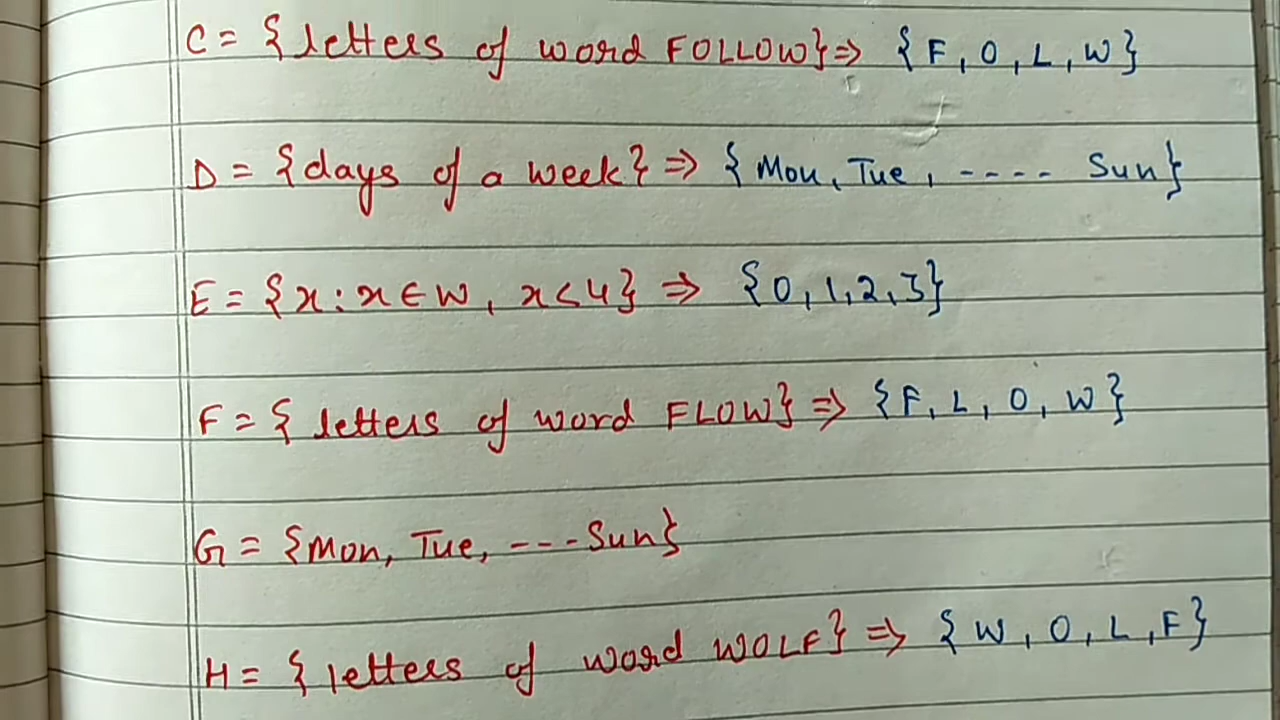 C = {letters of word FOLLOW} ⇒ {F, O, L, W}
D = {days of a week} ⇒ {Mon, Tue, ---- Sun}
E = {x : x ∈ W, x < 4} ⇒ {0, 1, 2, 3}
F = { letters of word FLOW} ⇒ {F, L, O, W}
G = {Mon, Tue, --- Sun}
H = { letters of word WOLF} ⇒ {W, O, L, F}